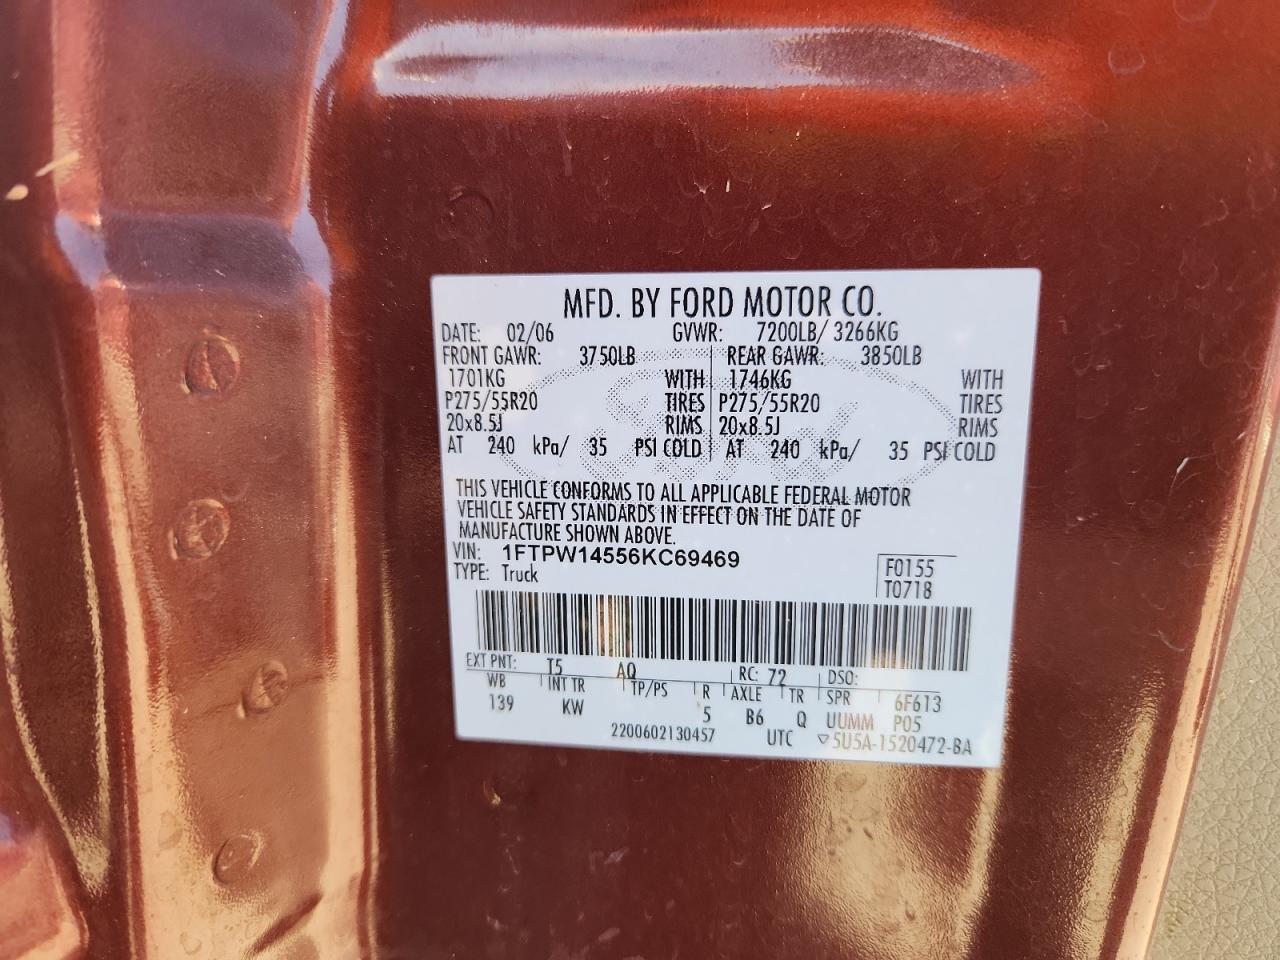 MFD. BY FORD MOTOR CO.
DATE: 02/06 GVWR: 7200LB/ 3266KG
FRONT GAWR: 3750LB REAR GAWR: 3850LB
1701KG WITH 1746KG WITH
P275/55R20 TIRES P275/55R20 TIRES
20x8.5J RIMS 20x8.5J RIMS
AT 240 kPa/ 35 PSI COLD AT 240 kPa/ 35 PSI COLD
THIS VEHICLE CONFORMS TO ALL APPLICABLE FEDERAL MOTOR
VEHICLE SAFETY STANDARDS IN EFFECT ON THE DATE OF
MANUFACTURE SHOWN ABOVE.
VIN: 1FTPW14556KC69469
TYPE: Truck
F0155
T0718
EXT PNT: T5 AQ RC: 72 DSO:
WB INT TR TP/PS R AXLE TR SPR 6F613
139 KW 5 B6 Q UUMM P05
2200602130457 UTC ▽5U5A-1520472-BA